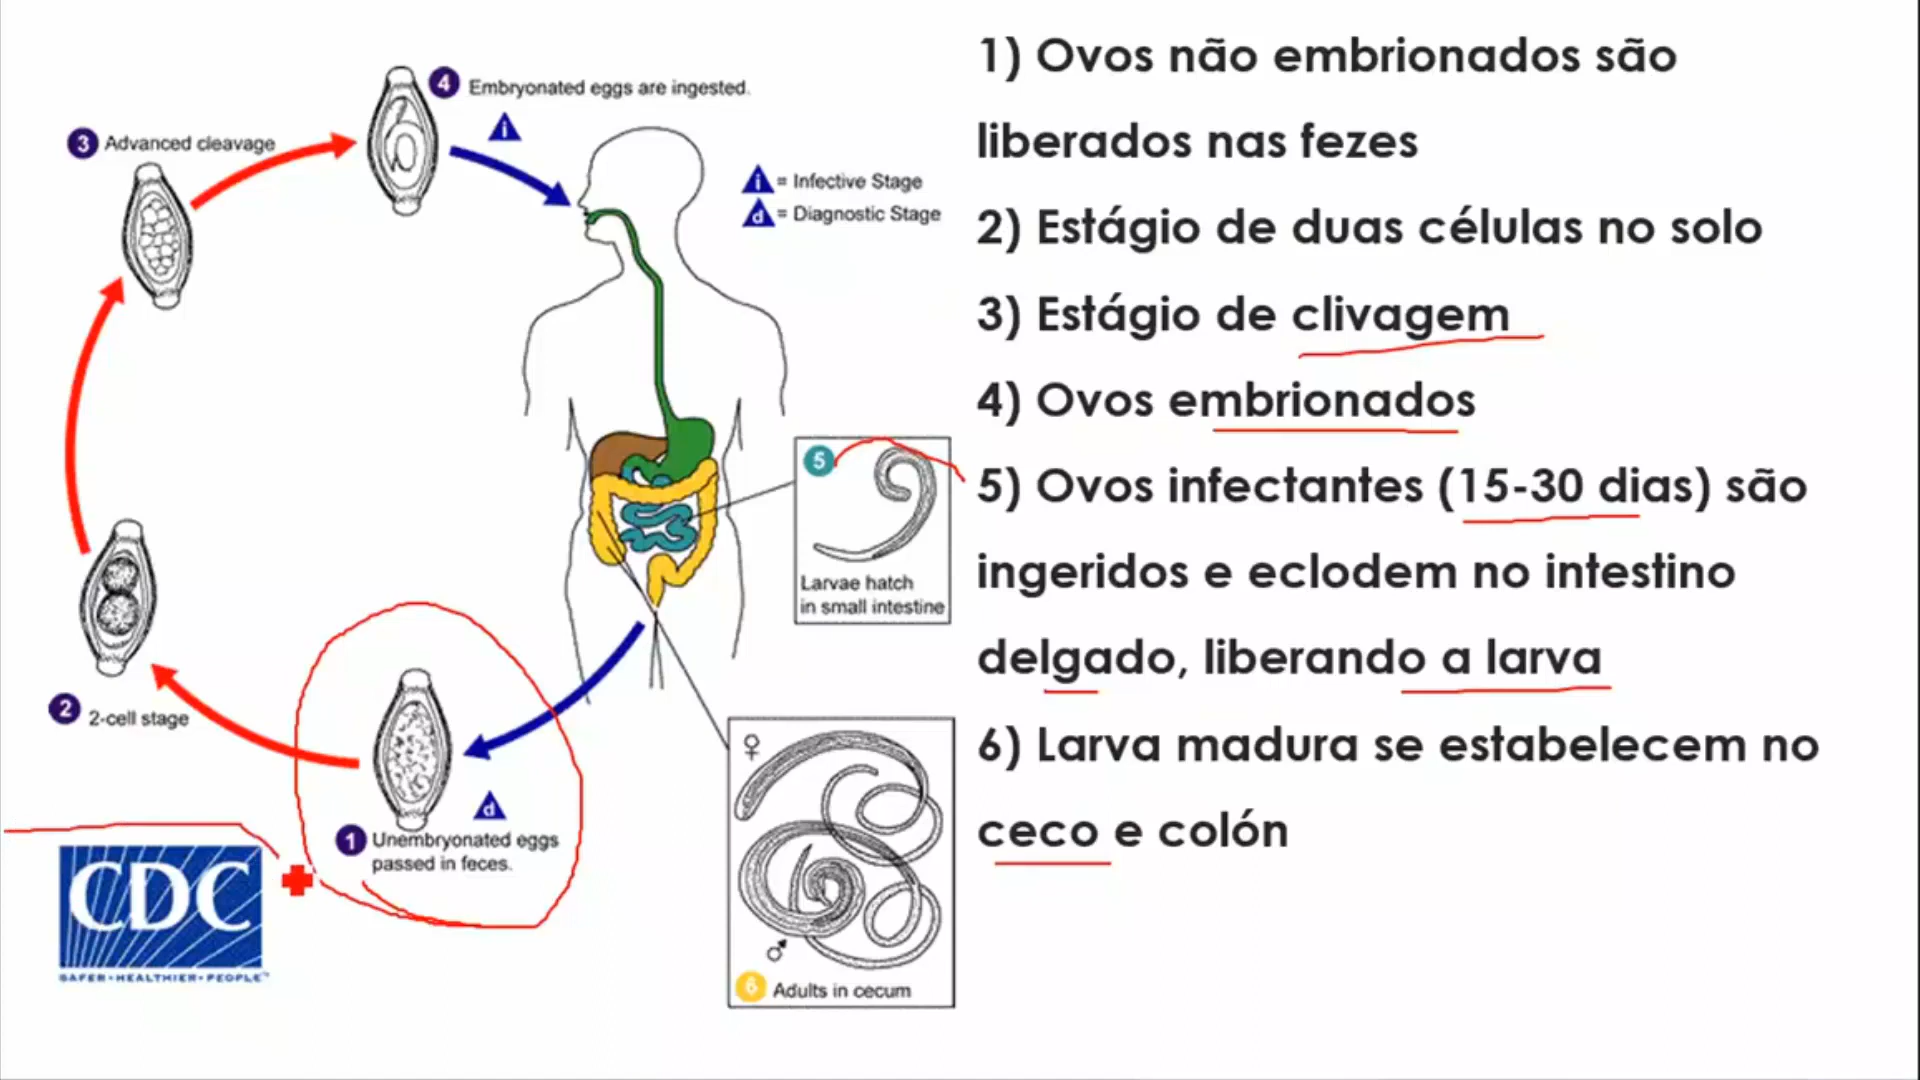 4 Embryonated eggs are ingested.
i
3 Advanced cleavage
i = Infective Stage
d = Diagnostic Stage
5
Larvae hatch
in small intestine
2 2-cell stage
d
1 Unembryonated eggs
passed in feces.
♀
♂
6 Adults in cecum
CDC
SAFER•HEALTHIER•PEOPLE™
1) Ovos não embrionados são
liberados nas fezes
2) Estágio de duas células no solo
3) Estágio de clivagem
4) Ovos embrionados
5) Ovos infectantes (15-30 dias) são
ingeridos e eclodem no intestino
delgado, liberando a larva
6) Larva madura se estabelecem no
ceco e colón